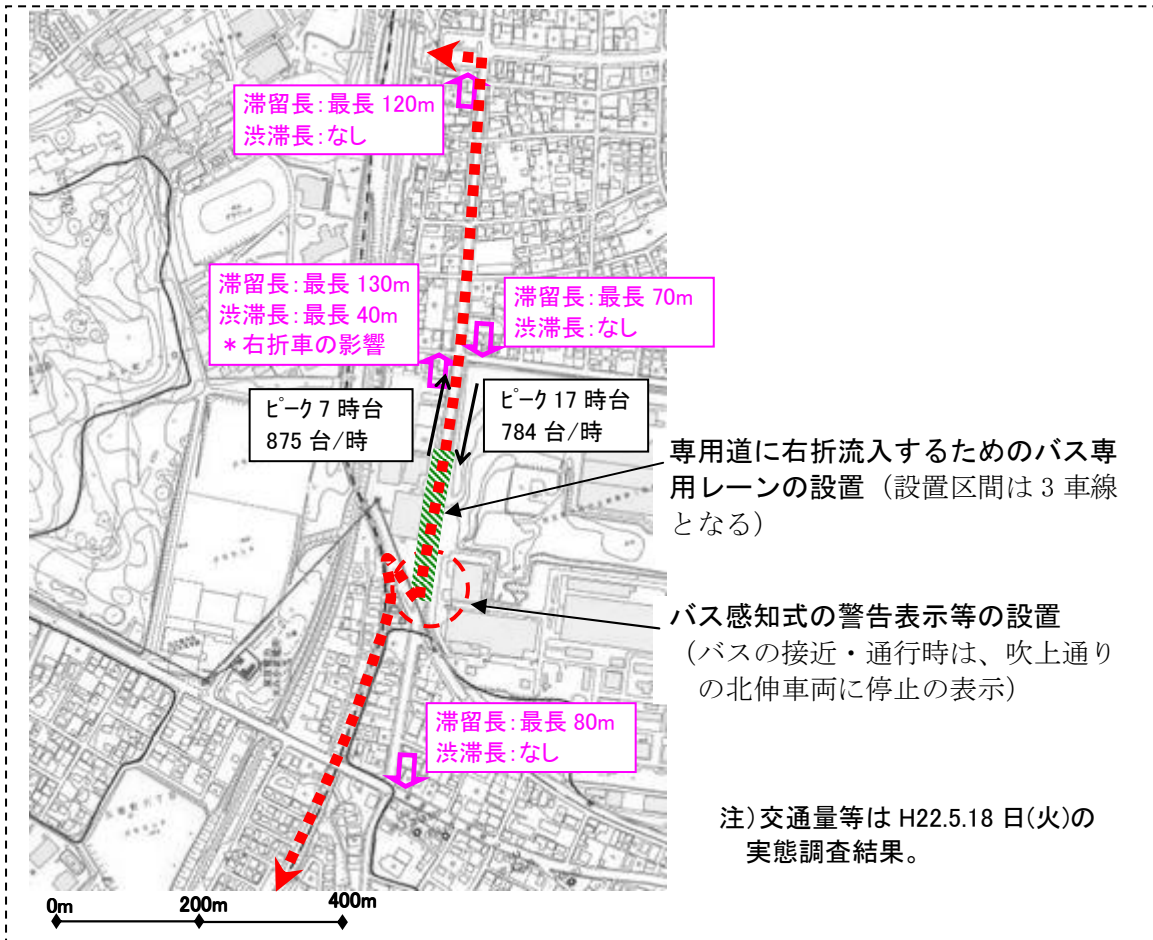 滞留長:最長 120m
渋滞長:なし
滞留長:最長 130m
渋滞長:最長 40m
*右折車の影響
滞留長:最長 70m
渋滞長:なし
ピーク 7 時台
875 台/時
ピーク 17 時台
784 台/時
専用道に右折流入するためのバス専
用レーンの設置(設置区間は 3 車線
となる)
バス感知式の警告表示等の設置
(バスの接近・通行時は、吹上通り
の北伸車両に停止の表示)
滞留長:最長 80m
渋滞長:なし
注)交通量等は H22.5.18 日(火)の
実態調査結果。
0m 200m 400m